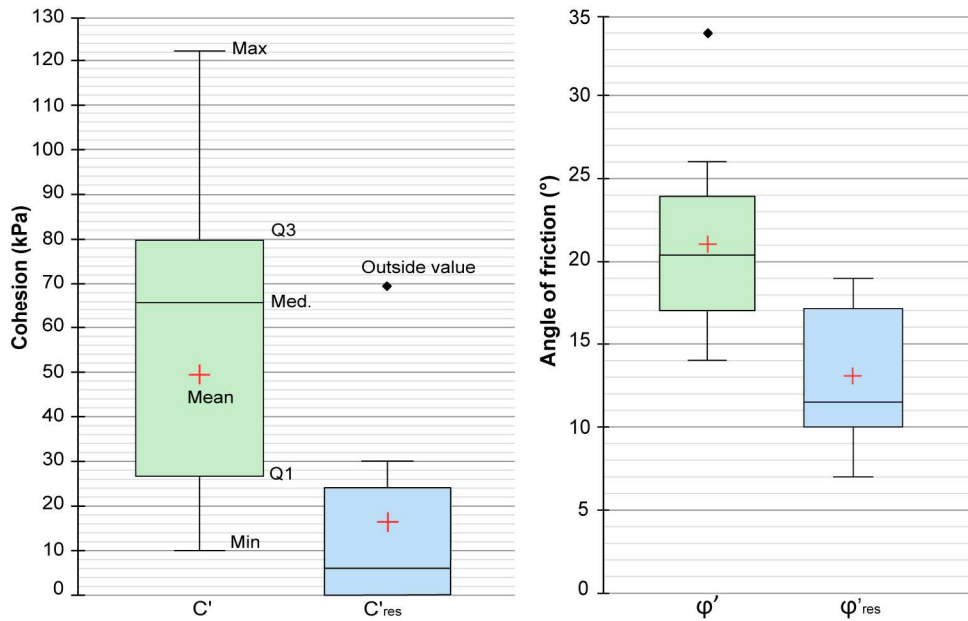 Cohesion (kPa)
130
120
110
100
90
80
70
60
50
40
30
20
10
0
Max
Q3
Med.
Mean
Q1
Min
Outside value
C'
C'res
Angle of friction (°)
35
30
25
20
15
10
5
0
φ'
φ'res